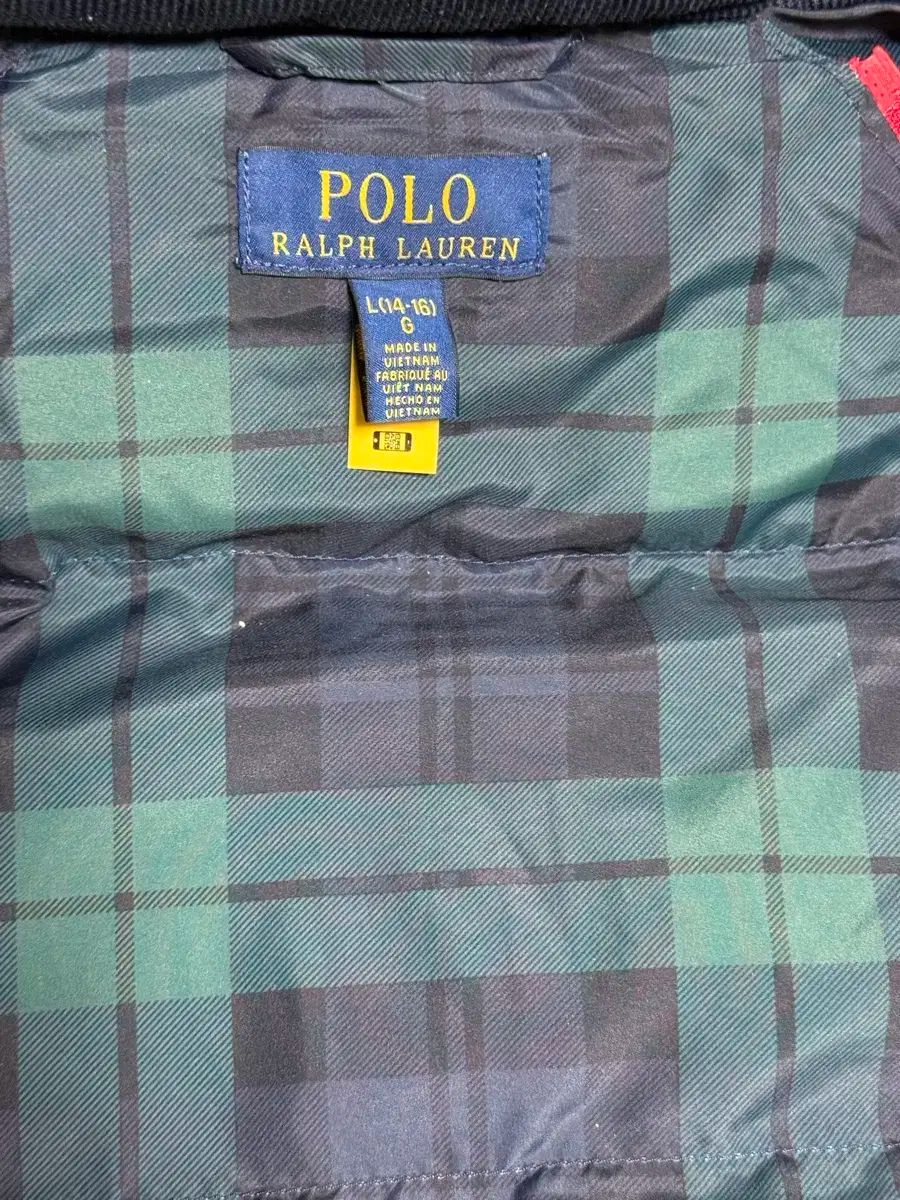 POLO
RALPH LAUREN
L(14-16)
G
MADE IN
VIETNAM
FABRIQUÉ AU
VIÊT NAM
HECHO EN
VIETNAM